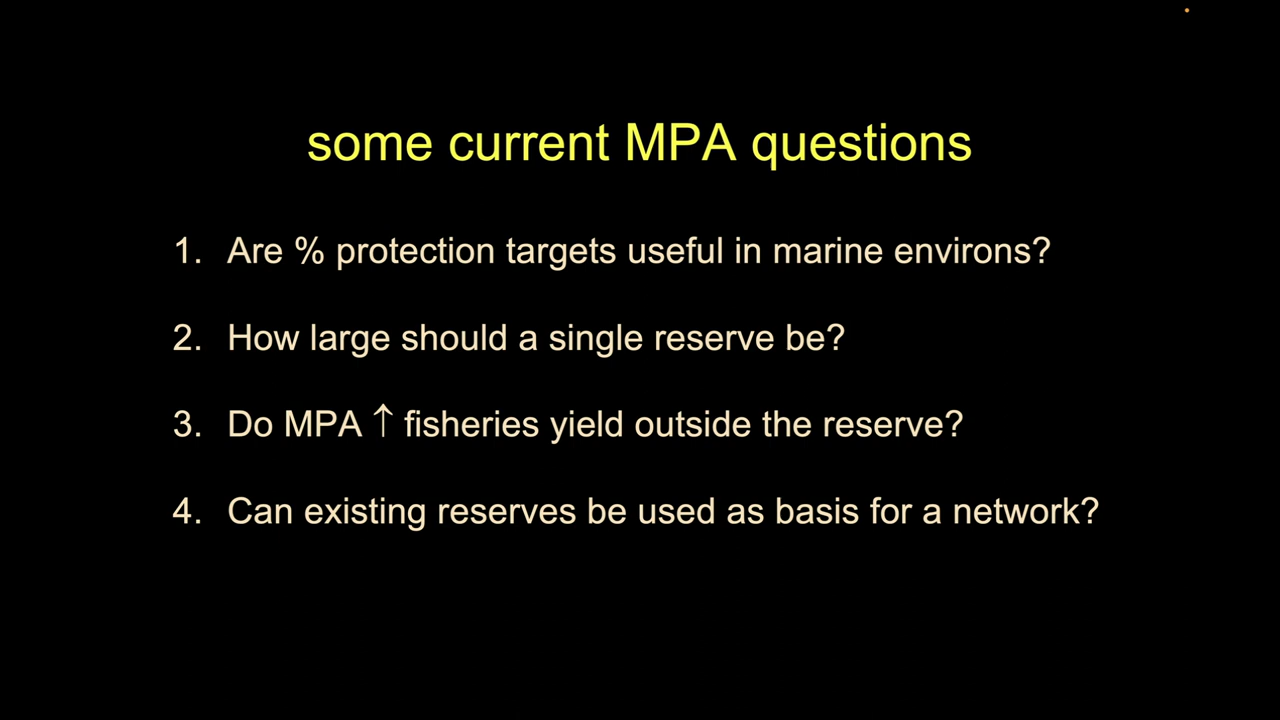 some current MPA questions
1. Are % protection targets useful in marine environs?
2. How large should a single reserve be?
3. Do MPA ↑ fisheries yield outside the reserve?
4. Can existing reserves be used as basis for a network?